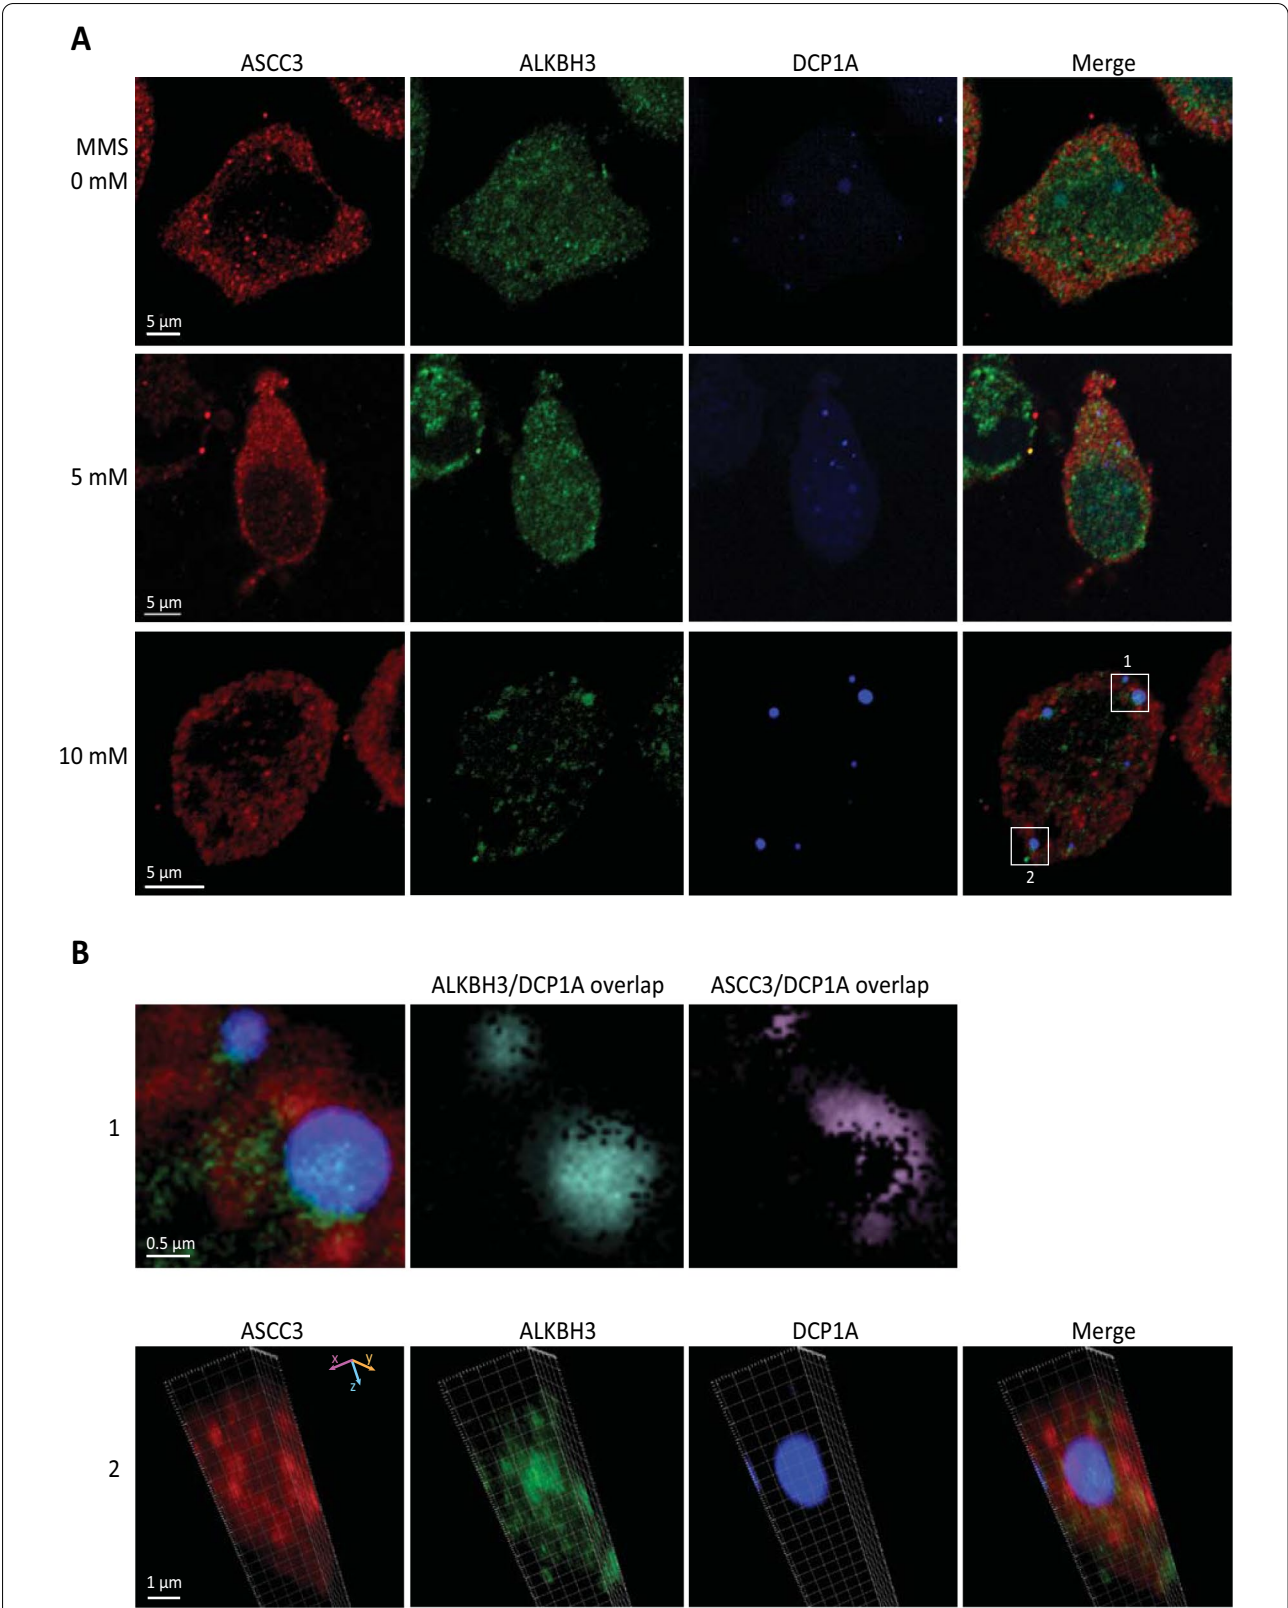 A
ASCC3 ALKBH3 DCP1A Merge
MMS
0 mM
5 µm
5 mM
5 µm
10 mM
1
2
5 µm
B
ALKBH3/DCP1A overlap ASCC3/DCP1A overlap
1
0.5 µm
ASCC3 ALKBH3 DCP1A Merge
x y
z
2
1 µm